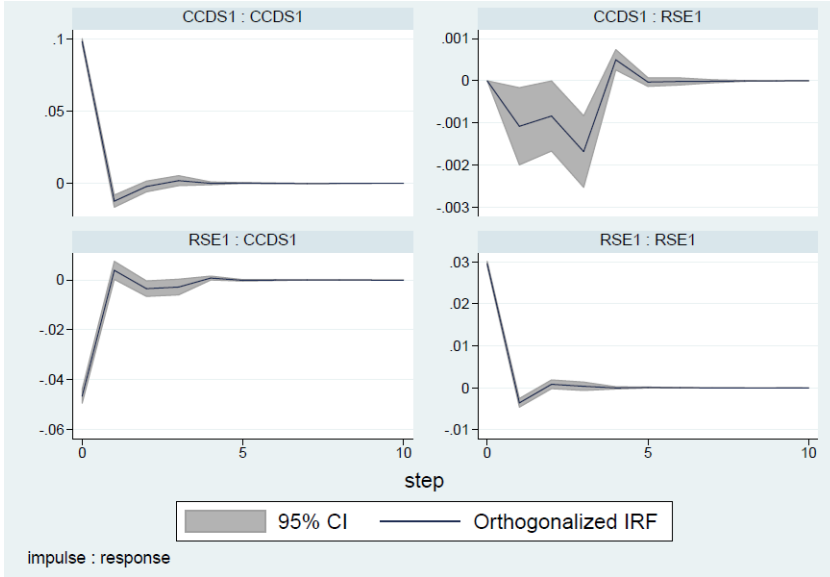 CCDS1 : CCDS1
CCDS1 : RSE1
.1
.05
0
.001
0
-.001
-.002
-.003
RSE1 : CCDS1
RSE1 : RSE1
0
-.02
-.04
-.06
.03
.02
.01
0
-.01
0 5 10
0 5 10
step
95% CI Orthogonalized IRF
impulse : response